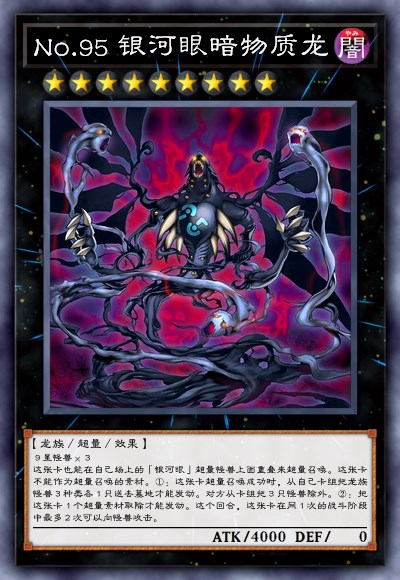 No.95 银河眼暗物质龙
やみ
闇
【龙族/超量/效果】
９星怪兽×３
这张卡也能在自己场上的「银河眼」超量怪兽上面重叠来超量召唤。这张卡
不能作为超量召唤的素材。①：这张卡超量召唤成功时，从自己卡组把龙族
怪兽３种类各１只送去墓地才能发动。对方从卡组把３只怪兽除外。②：把
这张卡１个超量素材取除才能发动。这个回合，这张卡在同１次的战斗阶段
中最多２次可以向怪兽攻击。
ATK/4000 DEF/ 0